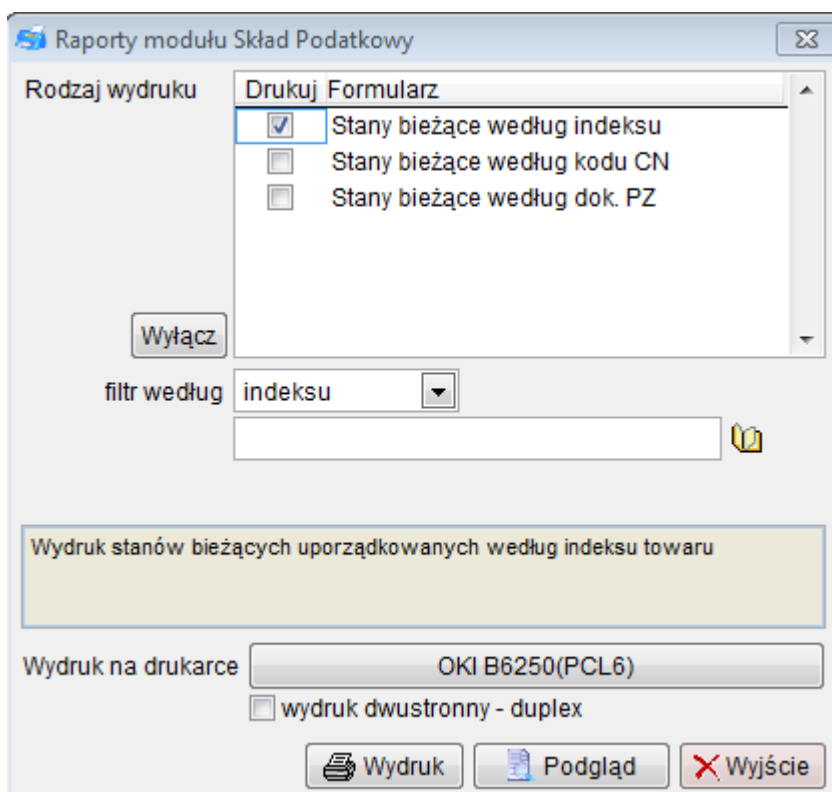 Raporty modułu Skład Podatkowy
Rodzaj wydruku
Drukuj Formularz
Stany bieżące według indeksu
Stany bieżące według kodu CN
Stany bieżące według dok. PZ
Wyłącz
filtr według indeksu
Wydruk stanów bieżących uporządkowanych według indeksu towaru
Wydruk na drukarce OKI B6250(PCL6)
wydruk dwustronny - duplex
Wydruk Podgląd Wyjście